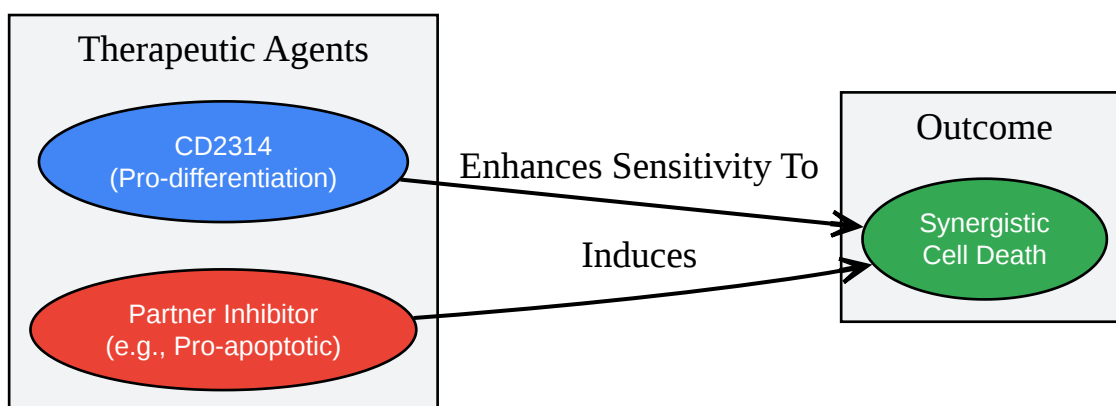 Therapeutic Agents
CD2314
(Pro-differentiation)
Partner Inhibitor
(e.g., Pro-apoptotic)
Enhances Sensitivity To
Induces
Outcome
Synergistic
Cell Death